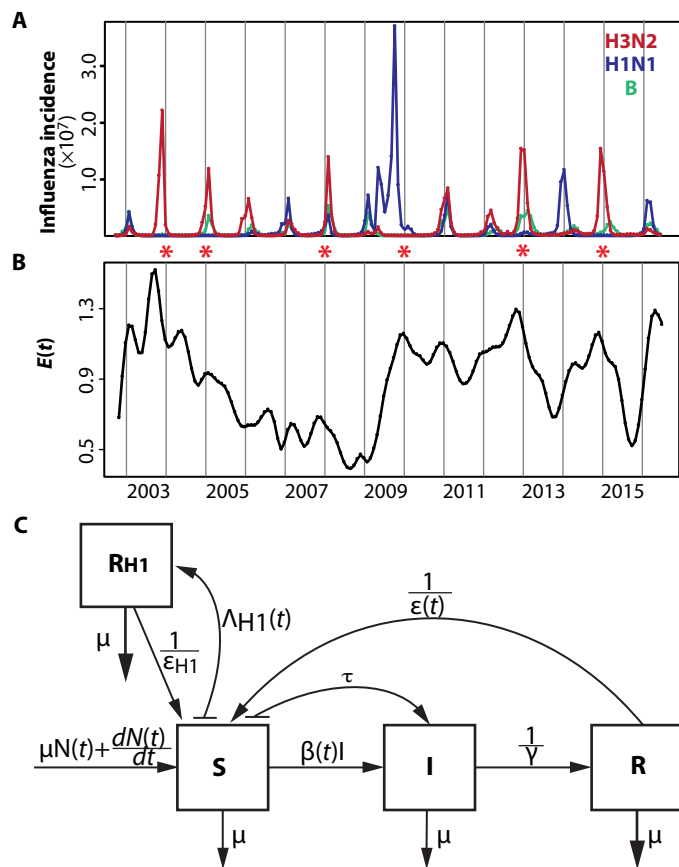 A
Influenza incidence
(×10⁷)
3.0
2.0
1.0
H3N2
H1N1
B
* * * * * *
B
E(t)
1.3
0.9
0.5
2003 2005 2007 2009 2011 2013 2015
C
RH1
μ
1/εH1
ΛH1(t)
1/ε(t)
τ
μN(t)+dN(t)/dt
S
β(t)I
I
1/γ
R
μ
μ
μ